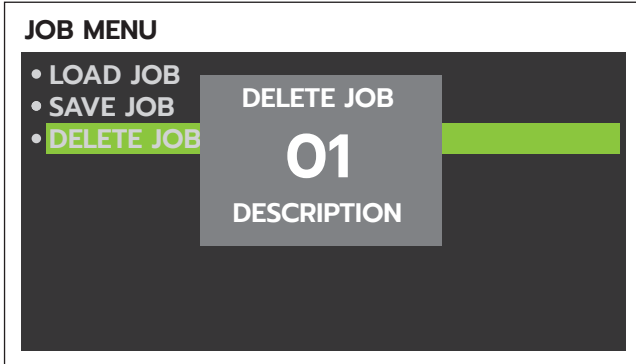 JOB MENU
• LOAD JOB
• SAVE JOB
• DELETE JOB
DELETE JOB
01
DESCRIPTION